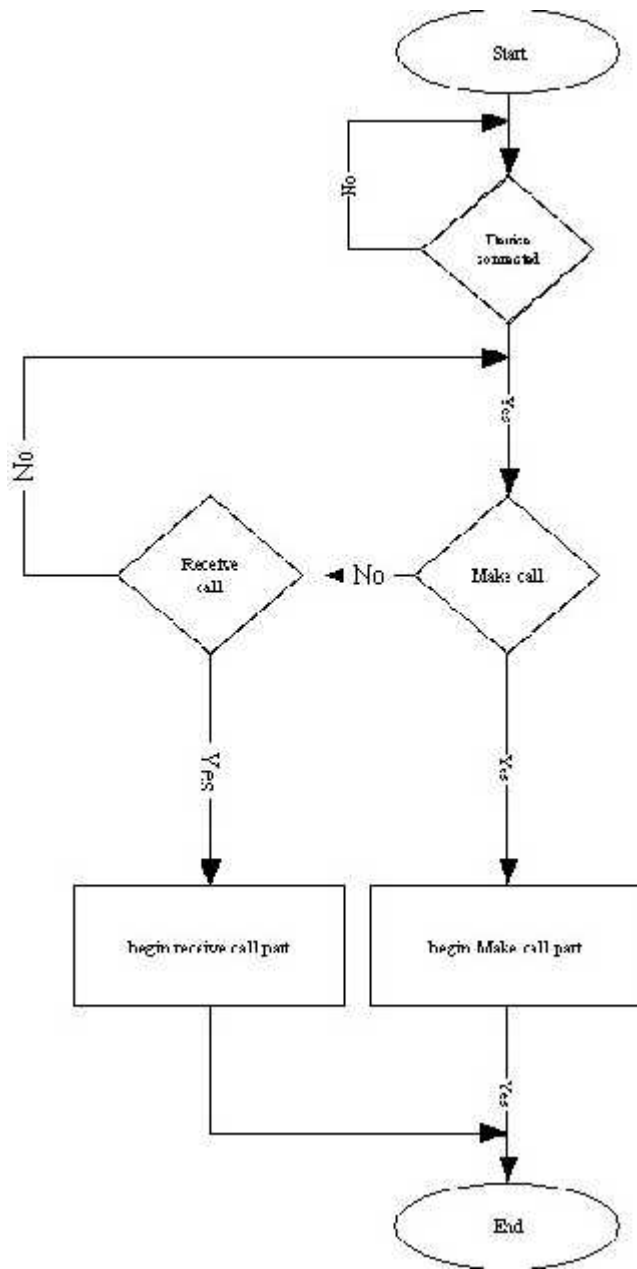 Start
No
Device
connected
Yes
No
Receive
call
No
Make call
Yes
Yes
begin receive call part
begin Make call part
Yes
End